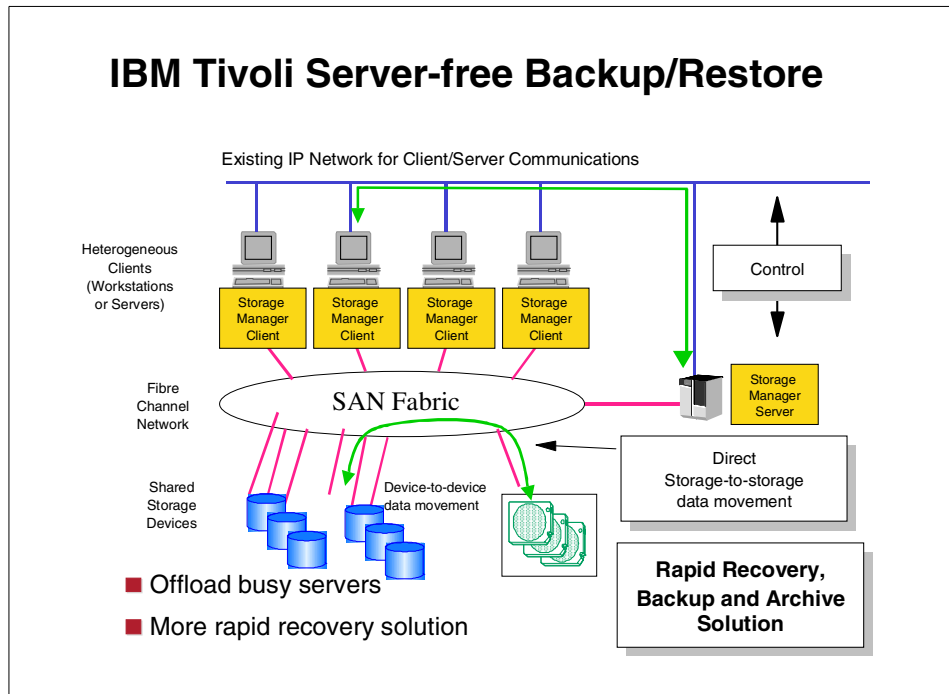 IBM Tivoli Server-free Backup/Restore
Existing IP Network for Client/Server Communications
Heterogeneous
Clients
(Workstations
or Servers)
Control
Storage
Manager
Client
Storage
Manager
Client
Storage
Manager
Client
Storage
Manager
Client
Fibre
Channel
Network
SAN Fabric
Storage
Manager
Server
Direct
Storage-to-storage
data movement
Shared
Storage
Devices
Device-to-device
data movement
Offload busy servers
More rapid recovery solution
Rapid Recovery,
Backup and Archive
Solution